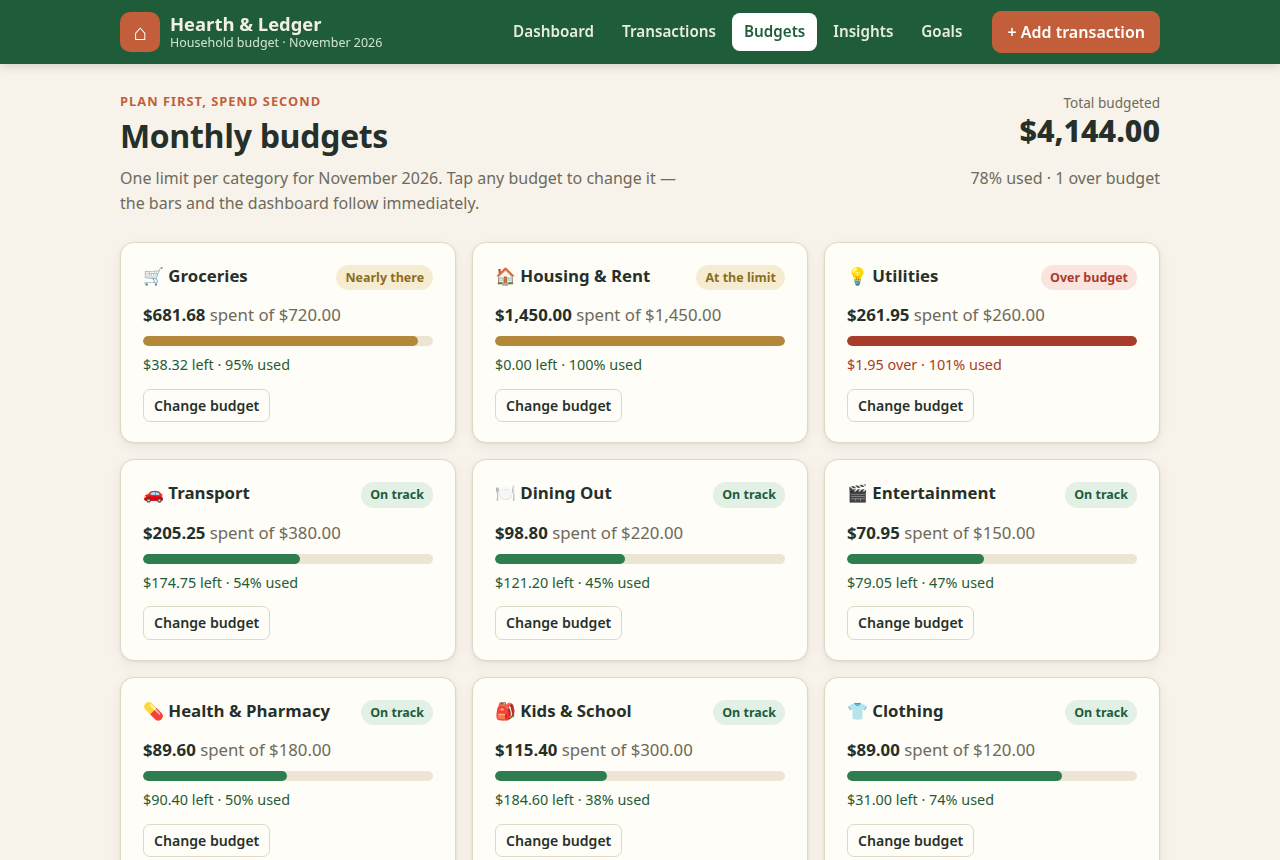 Hearth & Ledger
Household budget · November 2026
Dashboard
Transactions
Budgets
Insights
Goals
+ Add transaction
PLAN FIRST, SPEND SECOND
Monthly budgets
One limit per category for November 2026. Tap any budget to change it —
the bars and the dashboard follow immediately.
Total budgeted
$4,144.00
78% used · 1 over budget
Groceries
Nearly there
$681.68 spent of $720.00
$38.32 left · 95% used
Change budget
Housing & Rent
At the limit
$1,450.00 spent of $1,450.00
$0.00 left · 100% used
Change budget
Utilities
Over budget
$261.95 spent of $260.00
$1.95 over · 101% used
Change budget
Transport
On track
$205.25 spent of $380.00
$174.75 left · 54% used
Change budget
Dining Out
On track
$98.80 spent of $220.00
$121.20 left · 45% used
Change budget
Entertainment
On track
$70.95 spent of $150.00
$79.05 left · 47% used
Change budget
Health & Pharmacy
On track
$89.60 spent of $180.00
$90.40 left · 50% used
Change budget
Kids & School
On track
$115.40 spent of $300.00
$184.60 left · 38% used
Change budget
Clothing
On track
$89.00 spent of $120.00
$31.00 left · 74% used
Change budget